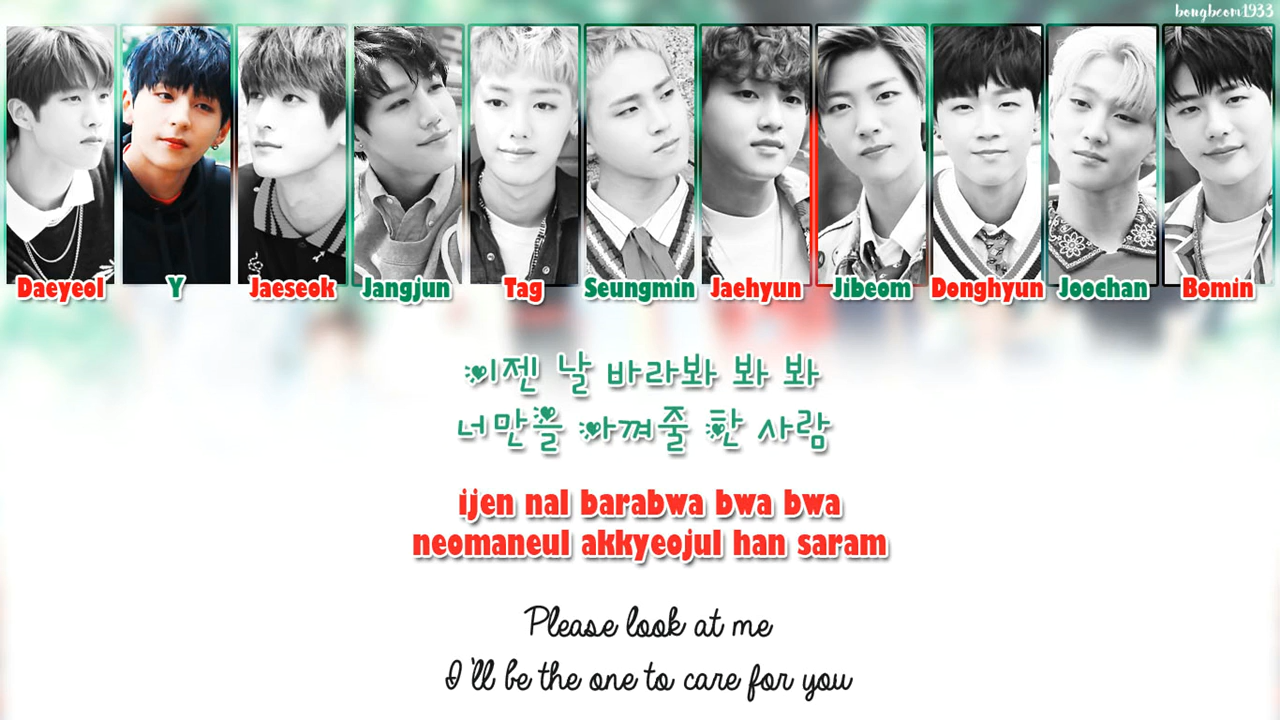 bongbeom1933
Daeyeol Y Jaeseok Jangjun Tag Seungmin Jaehyun Jibeom Donghyun Joochan Bomin
이젠 날 바라봐 봐 봐
너만을 아껴줄 한 사람
ijen nal barabwa bwa bwa
neomaneul akkyeojul han saram
Please look at me
I'll be the one to care for you